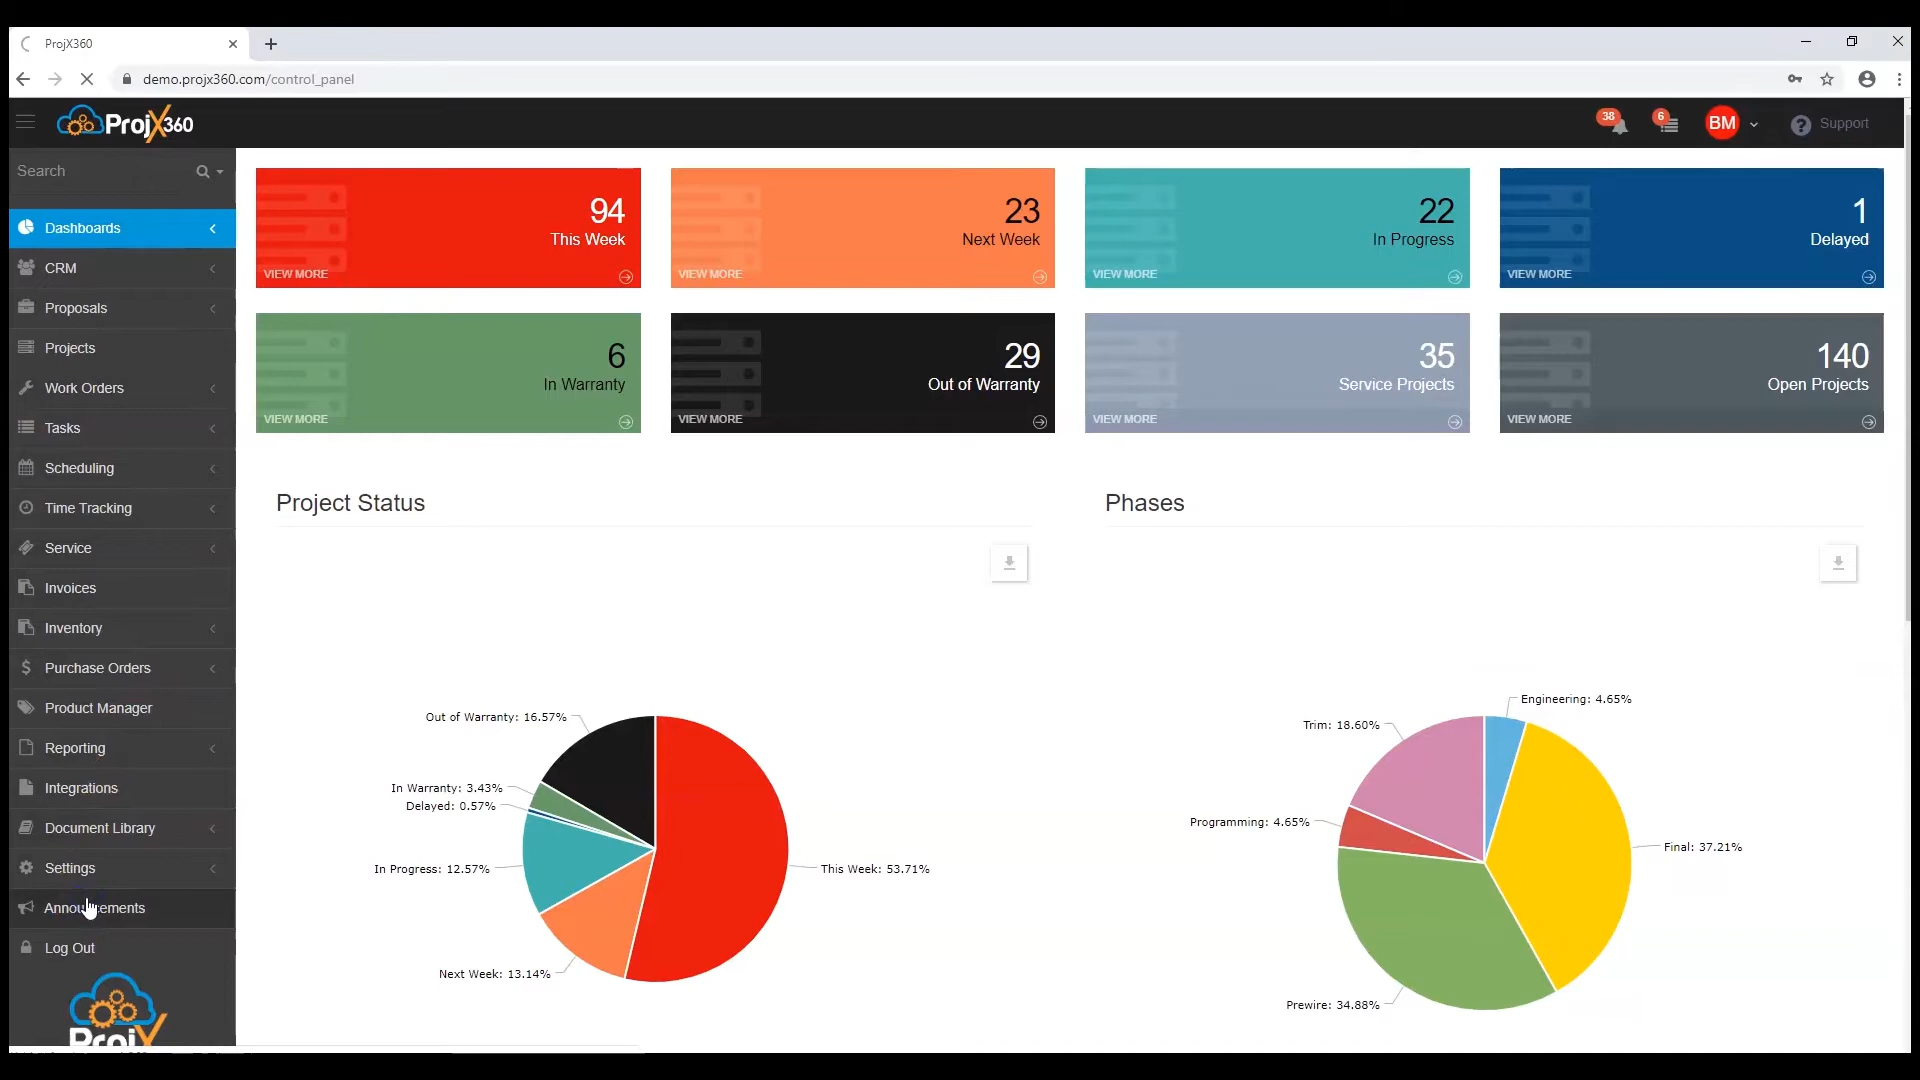 ProjX360
demo.projx360.com/control_panel
ProjX360
38
6
BM
Support
Search
Dashboards
CRM
Proposals
Projects
Work Orders
Tasks
Scheduling
Time Tracking
Service
Invoices
Inventory
Purchase Orders
Product Manager
Reporting
Integrations
Document Library
Settings
Announcements
Log Out
ProjX
94
This Week
VIEW MORE
23
Next Week
VIEW MORE
22
In Progress
VIEW MORE
1
Delayed
VIEW MORE
6
In Warranty
VIEW MORE
29
Out of Warranty
VIEW MORE
35
Service Projects
VIEW MORE
140
Open Projects
VIEW MORE
Project Status
Out of Warranty: 16.57%
In Warranty: 3.43%
Delayed: 0.57%
In Progress: 12.57%
This Week: 53.71%
Next Week: 13.14%
Phases
Engineering: 4.65%
Trim: 18.60%
Programming: 4.65%
Final: 37.21%
Prewire: 34.88%